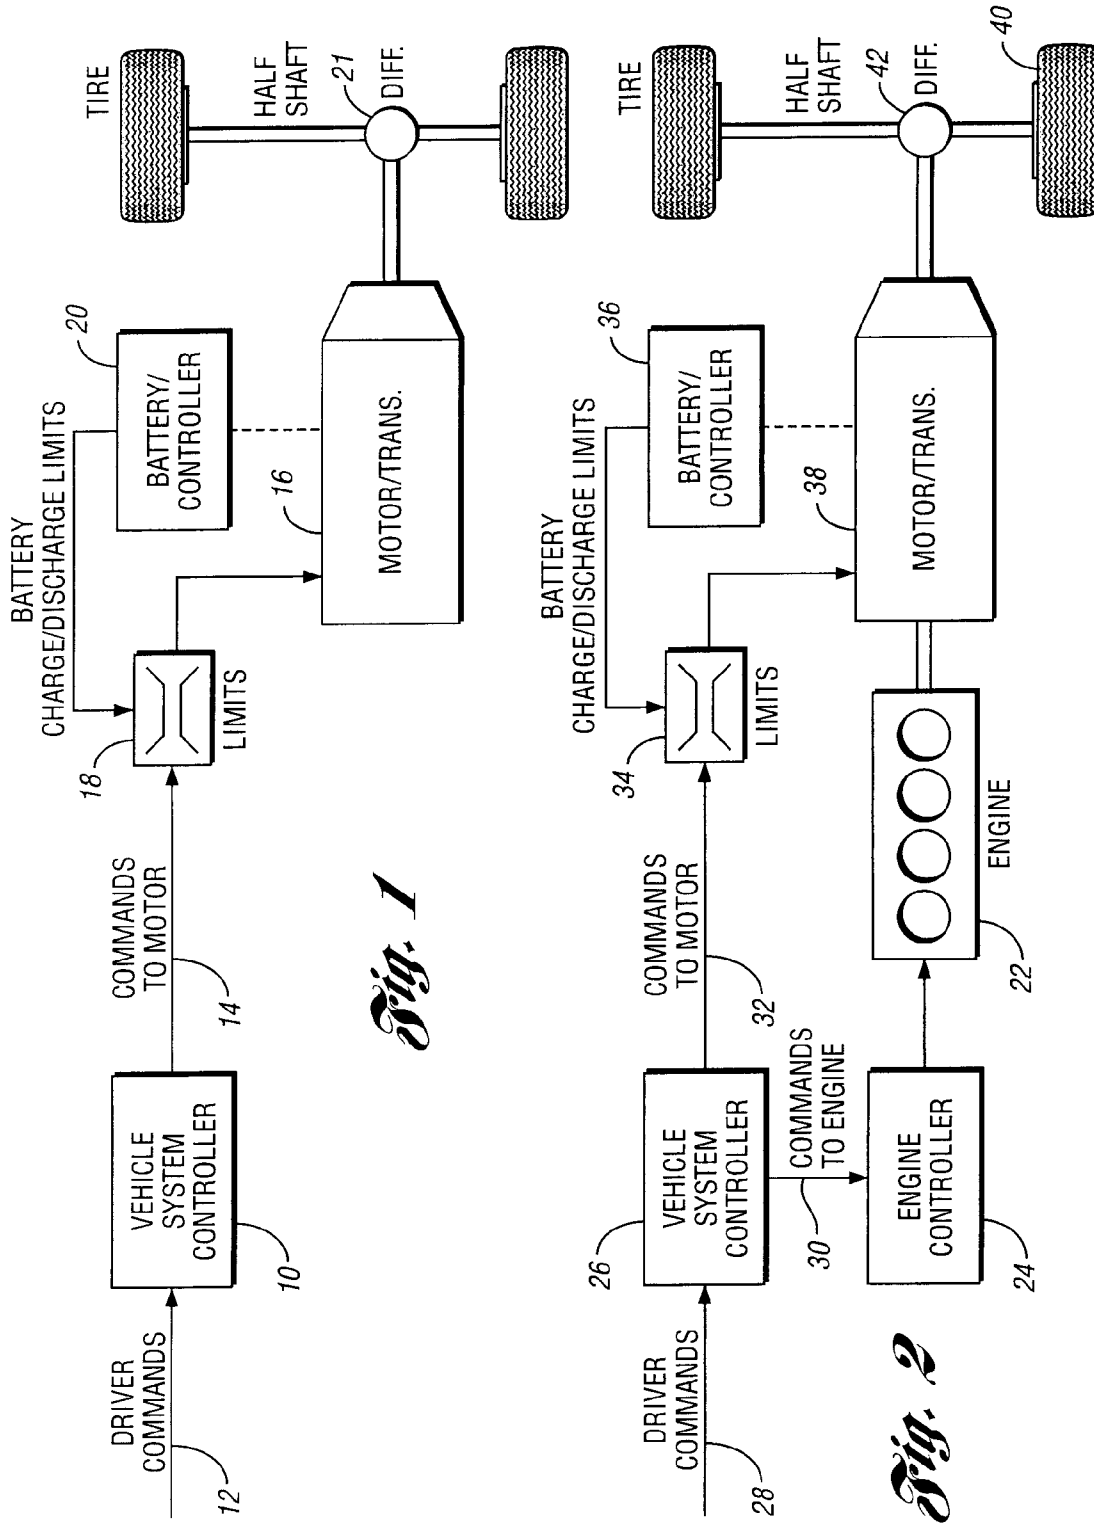 DRIVER
COMMANDS
12
VEHICLE
SYSTEM
CONTROLLER
10
COMMANDS
TO MOTOR
14
BATTERY
CHARGE/DISCHARGE LIMITS
18
LIMITS
BATTERY/
CONTROLLER
20
16
MOTOR/TRANS.
TIRE
HALF
SHAFT
21
DIFF.
Fig. 1
DRIVER
COMMANDS
28
VEHICLE
SYSTEM
CONTROLLER
26
COMMANDS
TO MOTOR
32
COMMANDS
TO ENGINE
30
ENGINE
CONTROLLER
24
BATTERY
CHARGE/DISCHARGE LIMITS
34
LIMITS
BATTERY/
CONTROLLER
36
38
MOTOR/TRANS.
ENGINE
22
TIRE
HALF
SHAFT
42
DIFF.
40
Fig. 2